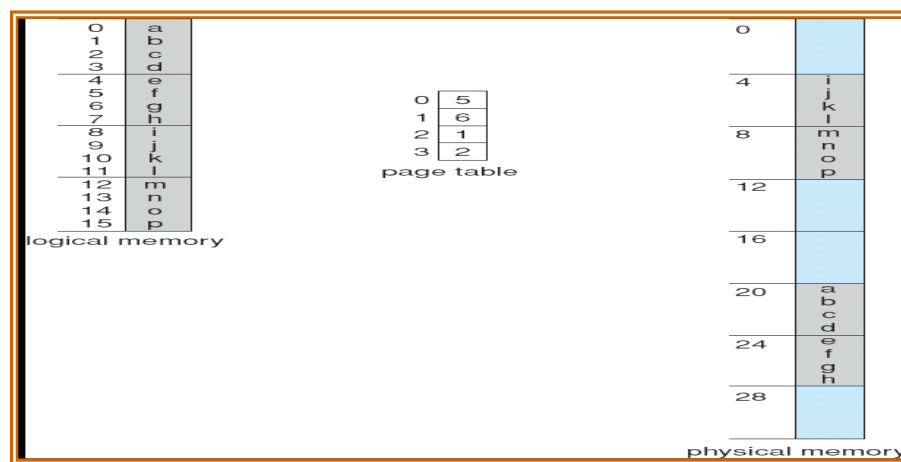 0 a
1 b
2 c
3 d
4 e
5 f
6 g
7 h
8 i
9 j
10 k
11 l
12 m
13 n
14 o
15 p
logical memory
0 5
1 6
2 1
3 2
page table
0
4 i
j
k
l
8 m
n
o
p
12
16
20 a
b
c
d
24 e
f
g
h
28
physical memory